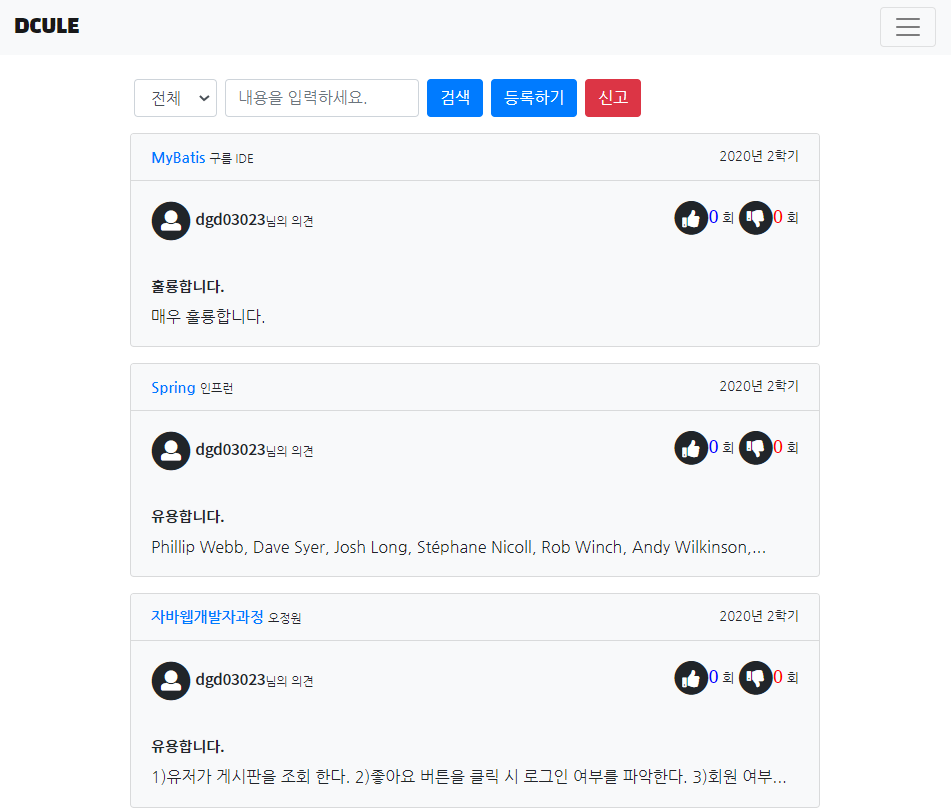 DCULE
전체 내용을 입력하세요. 검색 등록하기 신고
MyBatis 구름 IDE 2020년 2학기
dgd03023님의 의견 0 회 0 회
훌룡합니다.
매우 훌룡합니다.
Spring 인프런 2020년 2학기
dgd03023님의 의견 0 회 0 회
유용합니다.
Phillip Webb, Dave Syer, Josh Long, Stéphane Nicoll, Rob Winch, Andy Wilkinson,...
자바웹개발자과정 오정원 2020년 2학기
dgd03023님의 의견 0 회 0 회
유용합니다.
1)유저가 게시판을 조회 한다. 2)좋아요 버튼을 클릭 시 로그인 여부를 파악한다. 3)회원 여부...